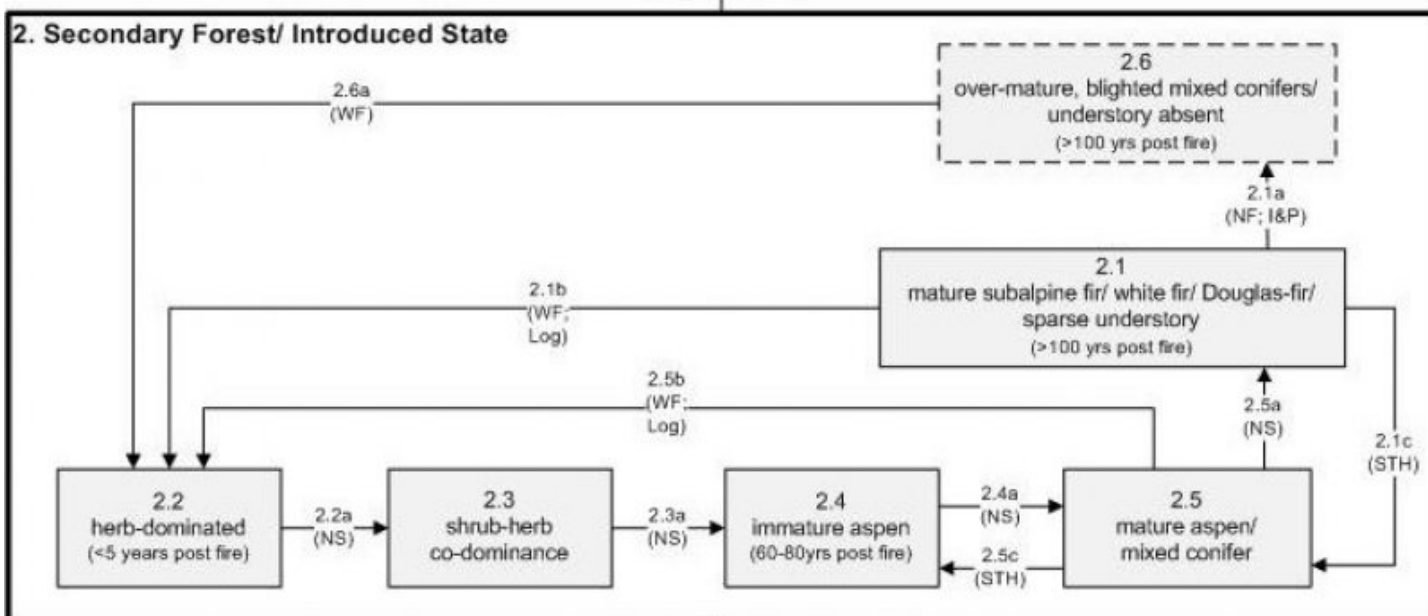 2. Secondary Forest/ Introduced State
2.6
over-mature, blighted mixed conifers/
understory absent
(>100 yrs post fire)
2.6a
(WF)
2.1a
(NF; I&P)
2.1
mature subalpine fir/ white fir/ Douglas-fir/
sparse understory
(>100 yrs post fire)
2.1b
(WF;
Log)
2.5b
(WF;
Log)
2.5a
(NS)
2.1c
(STH)
2.2
herb-dominated
(<5 years post fire)
2.2a
(NS)
2.3
shrub-herb
co-dominance
2.3a
(NS)
2.4
immature aspen
(60-80yrs post fire)
2.4a
(NS)
2.5c
(STH)
2.5
mature aspen/
mixed conifer